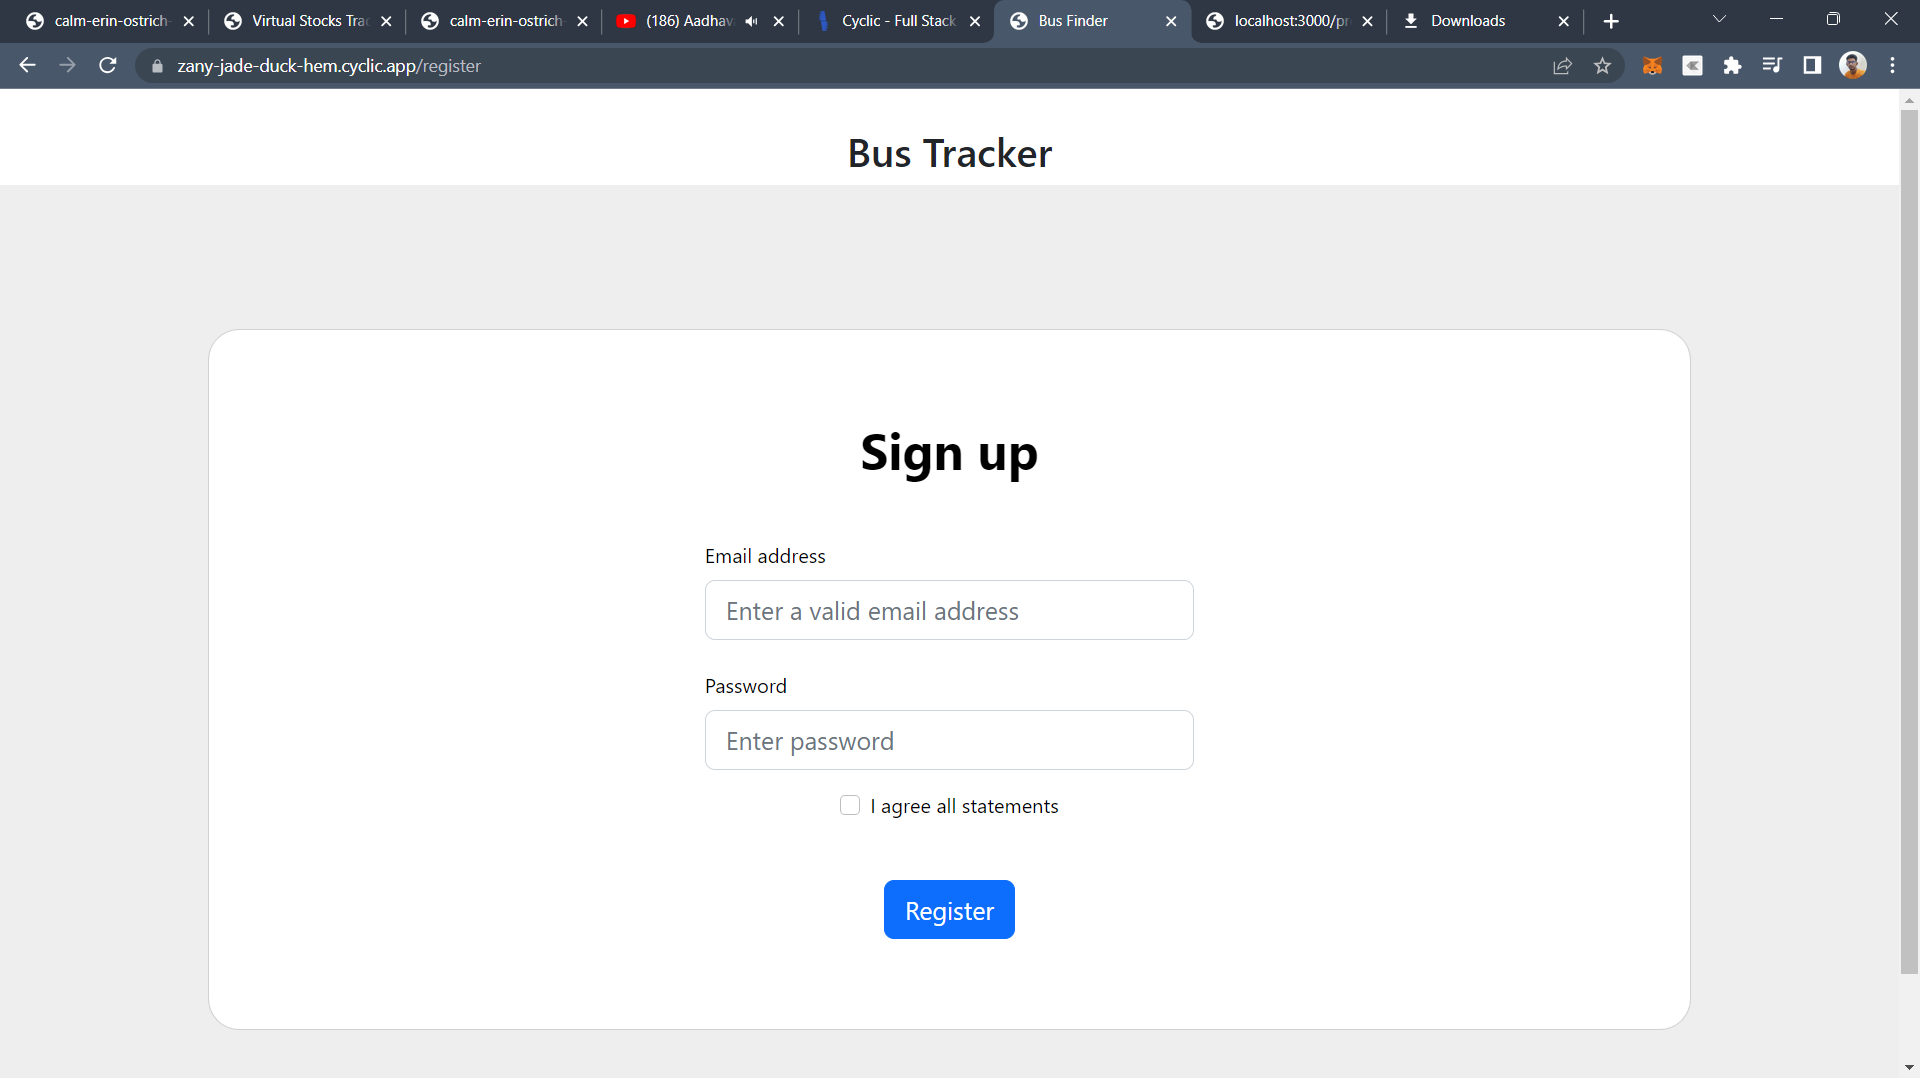 calm-erin-ostrich-
Virtual Stocks Trac
calm-erin-ostrich-
(186) Aadhava
Cyclic - Full Stack
Bus Finder
localhost:3000/pr
Downloads
zany-jade-duck-hem.cyclic.app/register
Bus Tracker
Sign up
Email address
Enter a valid email address
Password
Enter password
I agree all statements
Register